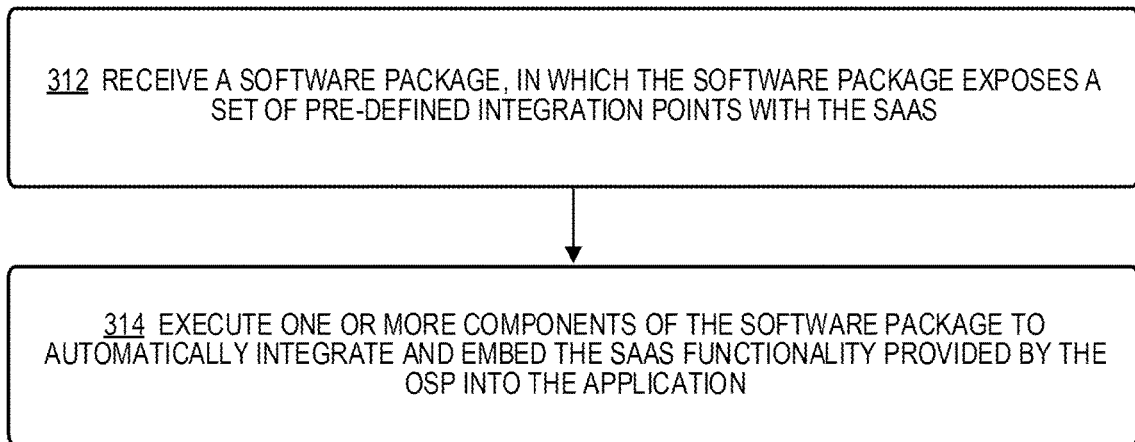 312 RECEIVE A SOFTWARE PACKAGE, IN WHICH THE SOFTWARE PACKAGE EXPOSES A
SET OF PRE-DEFINED INTEGRATION POINTS WITH THE SAAS
314 EXECUTE ONE OR MORE COMPONENTS OF THE SOFTWARE PACKAGE TO
AUTOMATICALLY INTEGRATE AND EMBED THE SAAS FUNCTIONALITY PROVIDED BY THE
OSP INTO THE APPLICATION